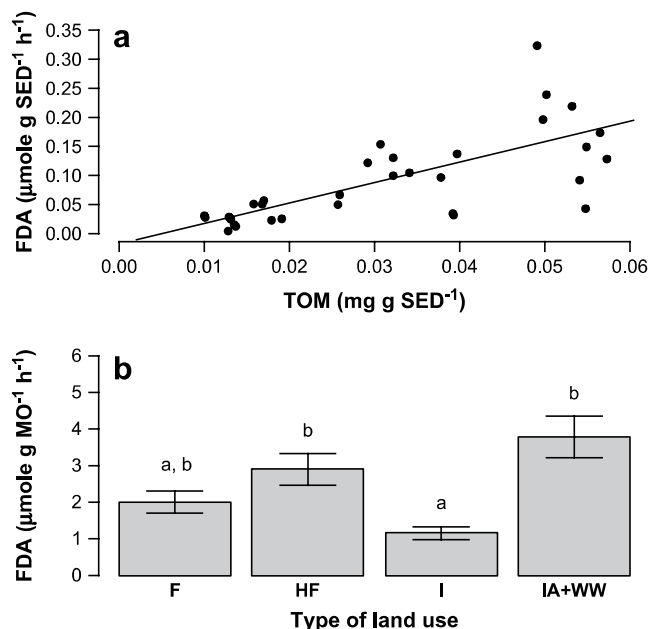 a
FDA (μmole g SED⁻¹ h⁻¹)
0.35
0.30
0.25
0.20
0.15
0.10
0.05
0.00
0.00 0.01 0.02 0.03 0.04 0.05 0.06
TOM (mg g SED⁻¹)
b
FDA (μmole g MO⁻¹ h⁻¹)
6
5
4
3
2
1
0
a, b
b
a
b
F HF I IA+WW
Type of land use